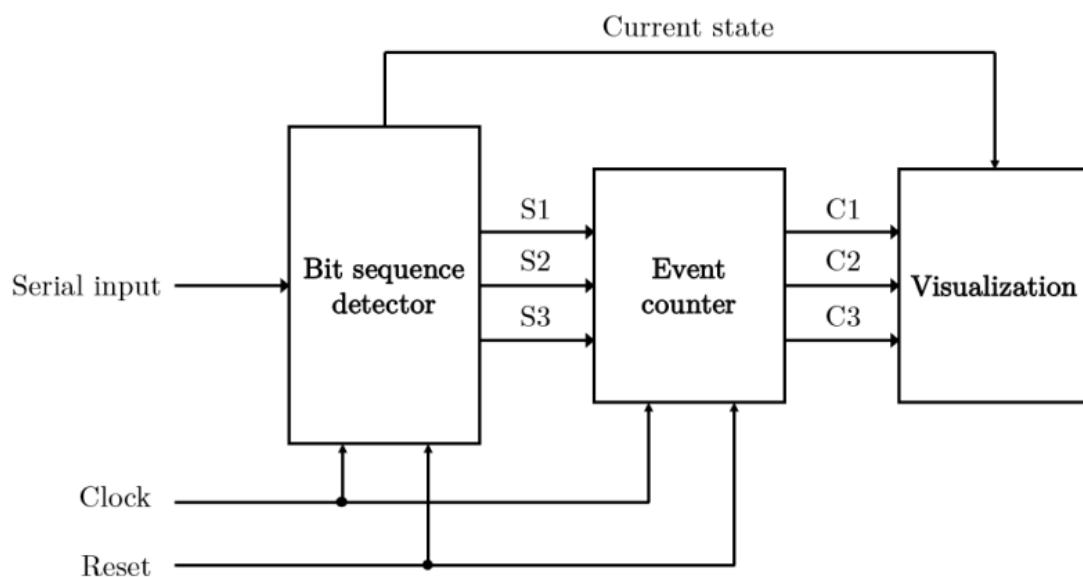 Current state
S1
C1
S2
C2
S3
C3
Serial input
Bit sequence
detector
Event
counter
Visualization
Clock
Reset